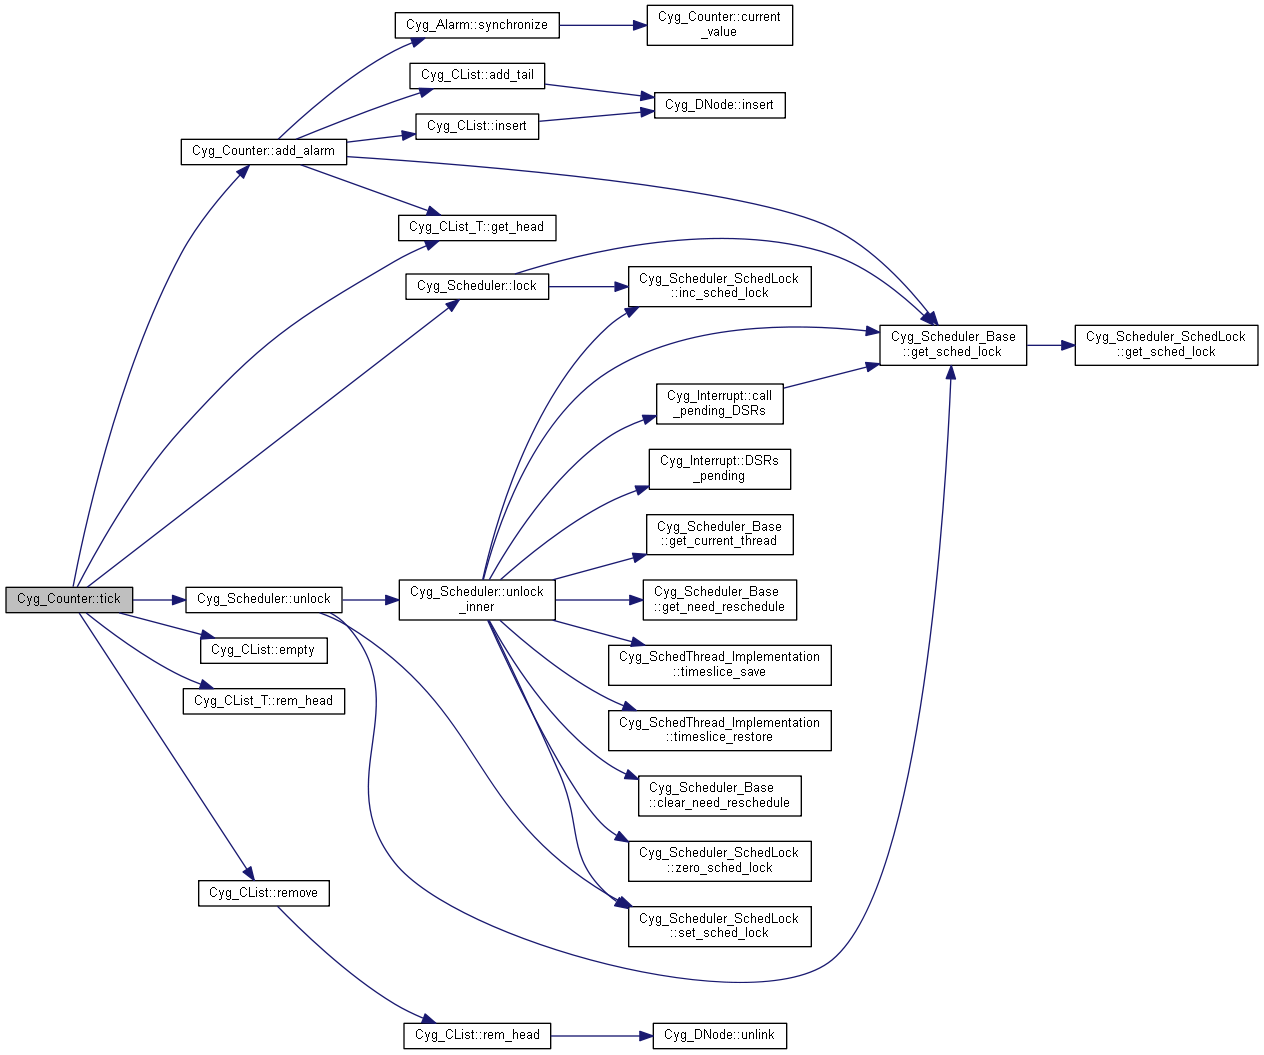 Cyg_Alarm::synchronize
Cyg_Counter::current
_value
Cyg_CList::add_tail
Cyg_DNode::insert
Cyg_CList::insert
Cyg_Counter::add_alarm
Cyg_CList_T::get_head
Cyg_Scheduler::lock
Cyg_Scheduler_SchedLock
::inc_sched_lock
Cyg_Scheduler_Base
::get_sched_lock
Cyg_Scheduler_SchedLock
::get_sched_lock
Cyg_Interrupt::call
_pending_DSRs
Cyg_Interrupt::DSRs
_pending
Cyg_Scheduler_Base
::get_current_thread
Cyg_Counter::tick
Cyg_Scheduler::unlock
Cyg_Scheduler::unlock
_inner
Cyg_Scheduler_Base
::get_need_reschedule
Cyg_CList::empty
Cyg_SchedThread_Implementation
::timeslice_save
Cyg_CList_T::rem_head
Cyg_SchedThread_Implementation
::timeslice_restore
Cyg_Scheduler_Base
::clear_need_reschedule
Cyg_Scheduler_SchedLock
::zero_sched_lock
Cyg_CList::remove
Cyg_Scheduler_SchedLock
::set_sched_lock
Cyg_CList::rem_head
Cyg_DNode::unlink